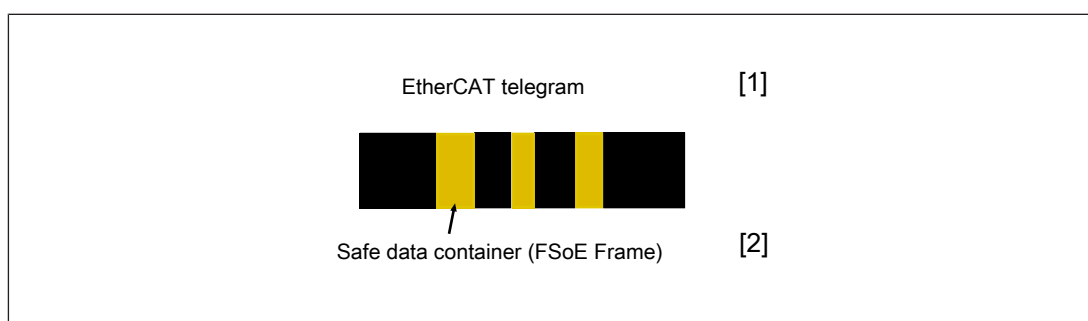 EtherCAT telegram [1]
Safe data container (FSoE Frame) [2]